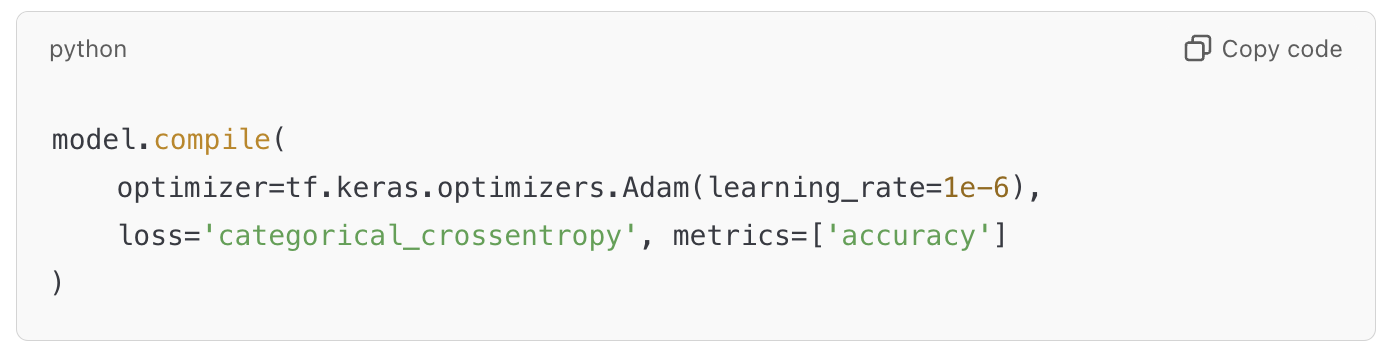 python
Copy code
model.compile(
    optimizer=tf.keras.optimizers.Adam(learning_rate=1e-6),
    loss='categorical_crossentropy', metrics=['accuracy']
)